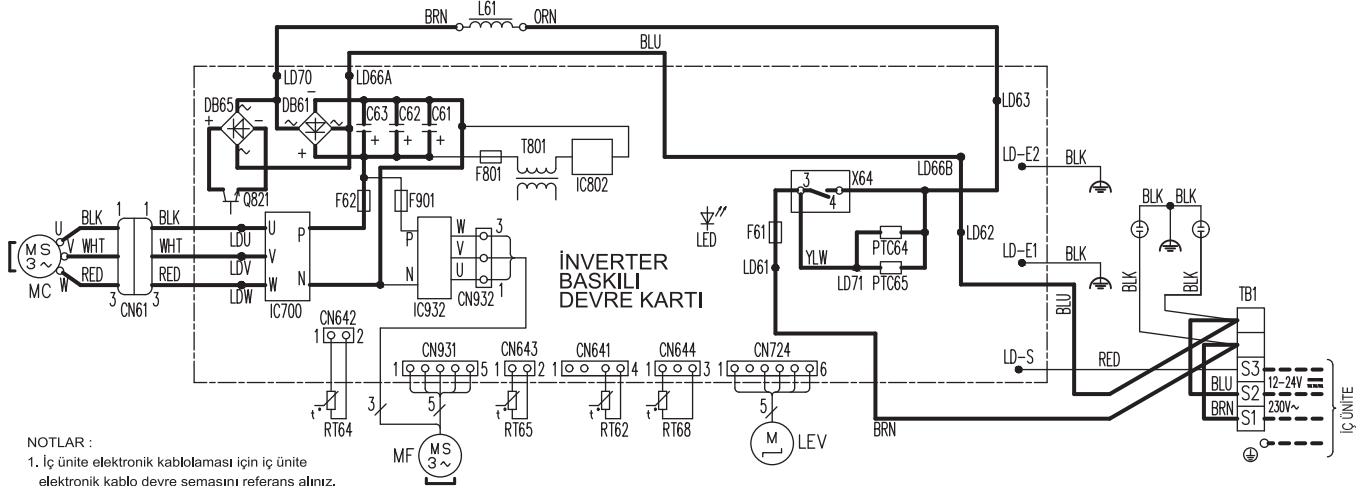 BRN L61 ORN
BLU
LD70 LD66A
DB65 DB61 - C63 C62 C61 LD63
+ - + + + +
T801
F801 IC802
LD66B LD-E2 BLK
3 X64
4
Q821 F62 F901
1 1
U BLK BLK U P W 3
LDU
MS 3~ V WHT WHT V P V LED F61 PTC64 LD62
LDV
W RED RED W N N U YLW LD71 PTC65 LD-E1 BLK
MC LDW LD61
3 3 1
CN61 IC700 IC932 CN932
BLK BLK
BLK BLK
İNVERTER
BASKILI
DEVRE KARTI
BLU TB1
CN642
1 2
CN931 CN643 CN641 CN644 CN724 LD-S RED
1 5 1 2 1 4 1 3 1 6
S3 12-24V
BLU S2
230V~
BRN S1
İÇ ÜNİTE
3 5 5
t° t° t° t°
RT64 RT65 RT62 RT68 BRN
MF MS 3~ M LEV
NOTLAR :
1. İç ünite elektronik kablolaması için iç ünite
elektronik kablo devre şemasını referans alınız.